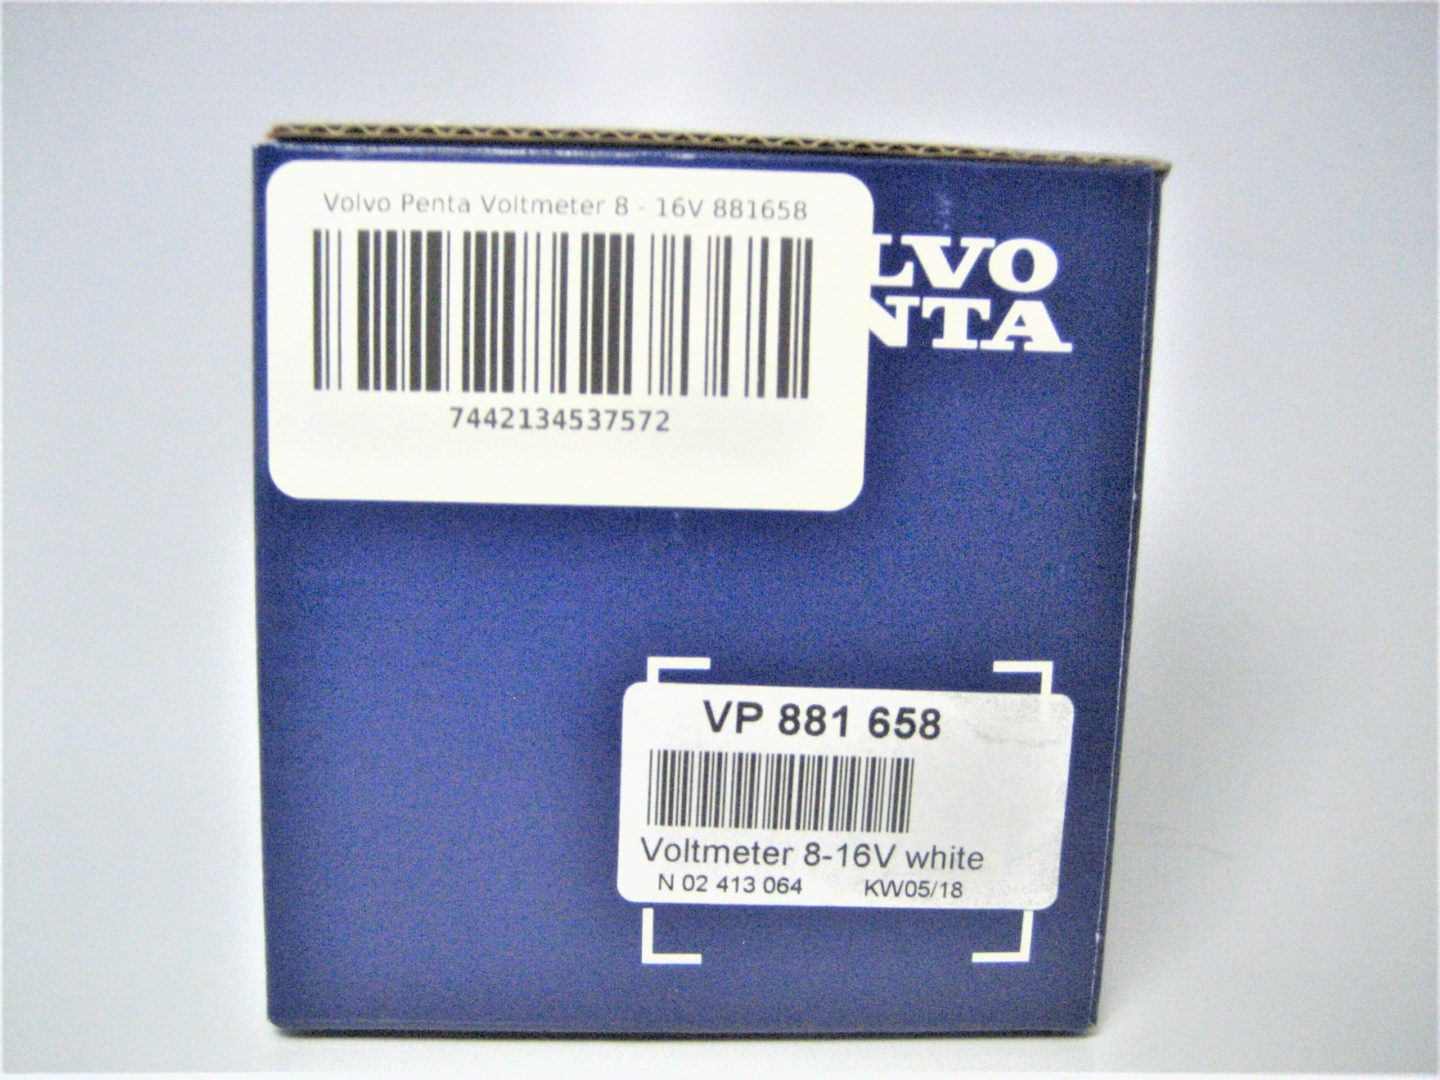 Volvo Penta Voltmeter 8 - 16V 881658
7442134537572
LVO
NTA
VP 881 658
Voltmeter 8-16V white
N 02 413 064 KW05/18